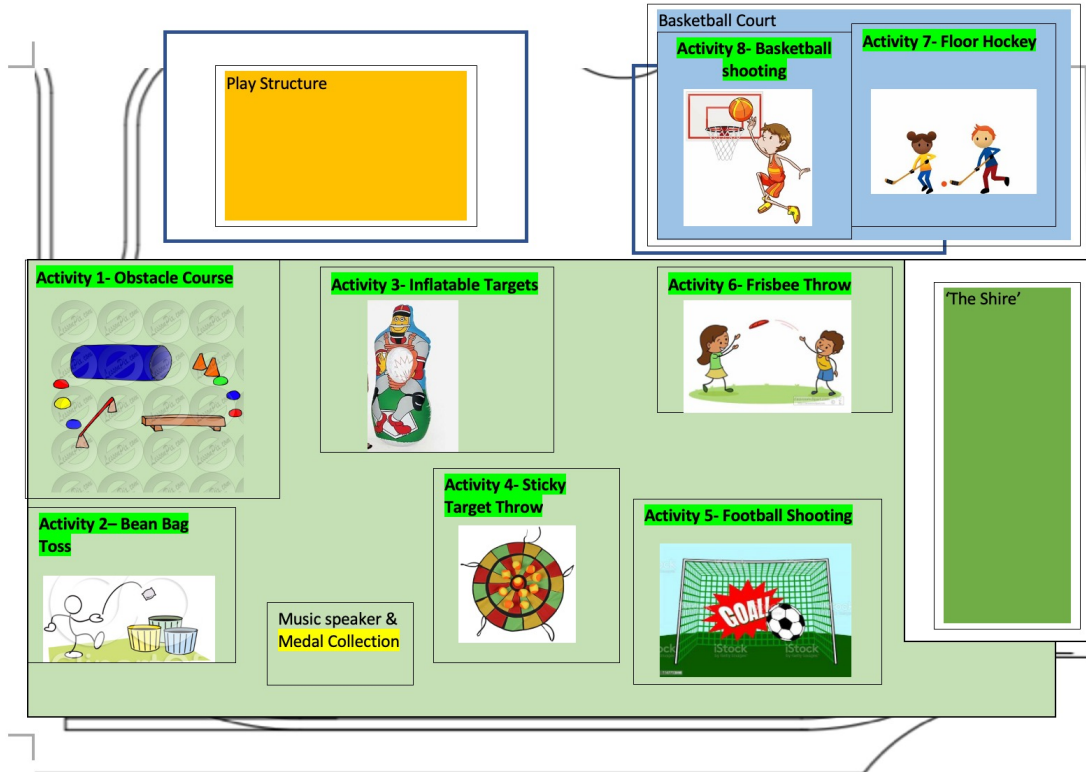 Basketball Court
Activity 8- Basketball
shooting
Activity 7- Floor Hockey
Play Structure
Activity 1- Obstacle Course
Activity 3- Inflatable Targets
Activity 6- Frisbee Throw
'The Shire'
Activity 4- Sticky
Target Throw
Activity 2– Bean Bag
Toss
Activity 5- Football Shooting
GOAL!
iStock
iStock
Music speaker &
Medal Collection